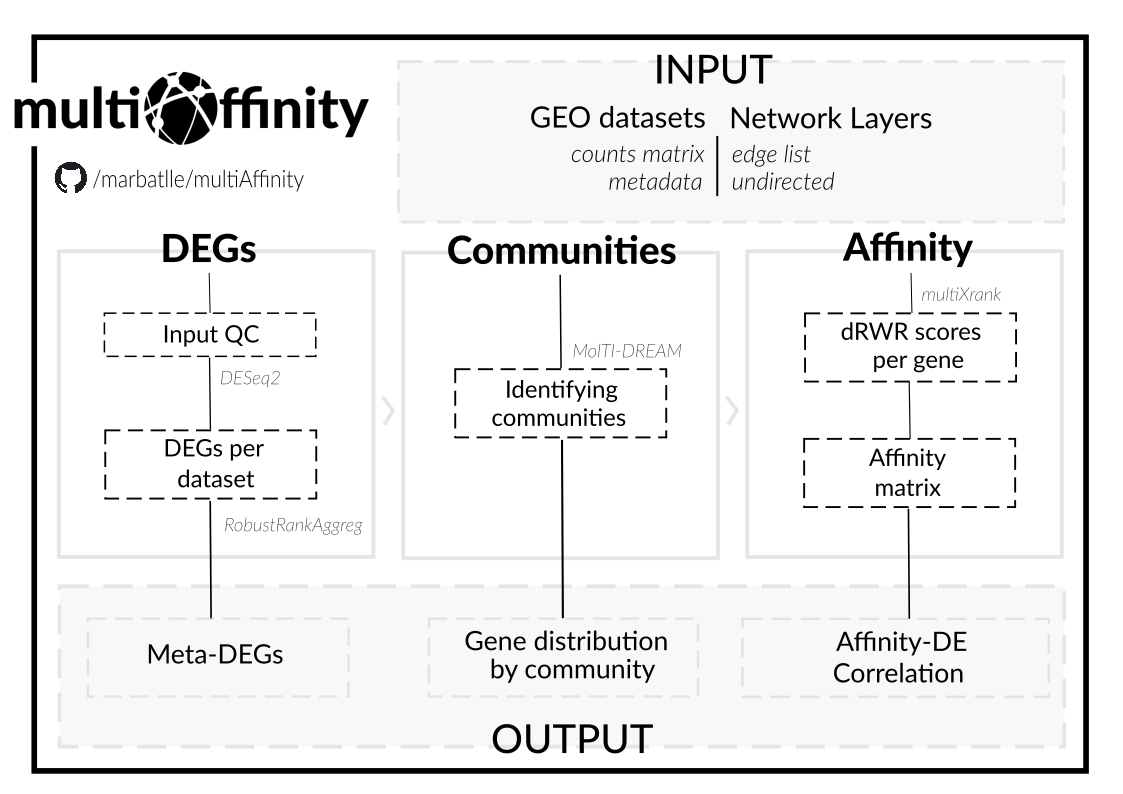 multiAffinity
/marbatlle/multiAffinity
INPUT
GEO datasets
counts matrix
metadata
Network Layers
edge list
undirected
DEGs
Input QC
DESeq2
DEGs per
dataset
RobustRankAggreg
Communities
MolTI-DREAM
Identifying
communities
Affinity
multiXrank
dRWR scores
per gene
Affinity
matrix
Meta-DEGs
Gene distribution
by community
Affinity-DE
Correlation
OUTPUT